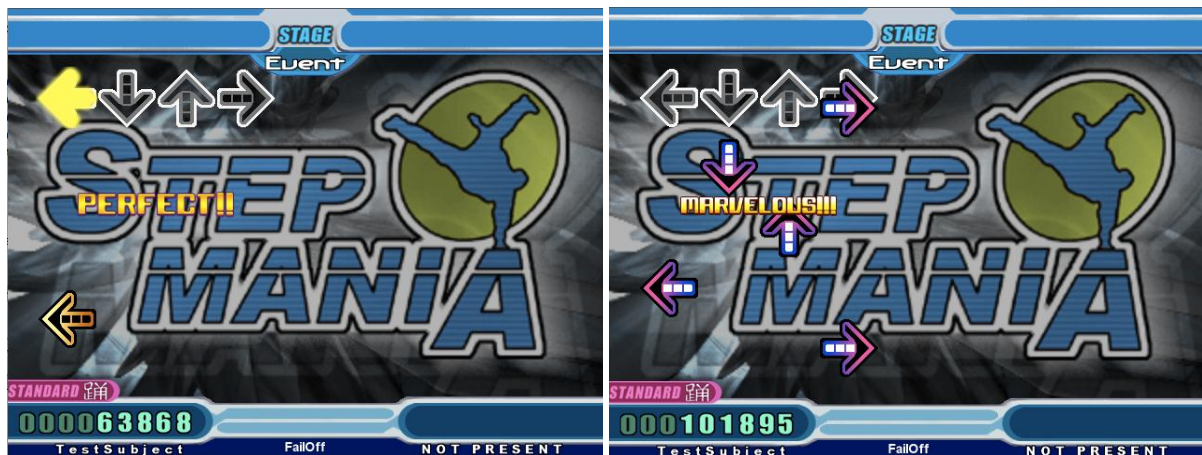 STAGE
Event
PERFECT!!
STEP
MANIA
STANDARD 踊
000063868
TestSubject FailOff NOT PRESENT
STAGE
Event
MARVELOUS!!!
STEP
MANIA
STANDARD 踊
000101895
TestSubject FailOff NOT PRESENT